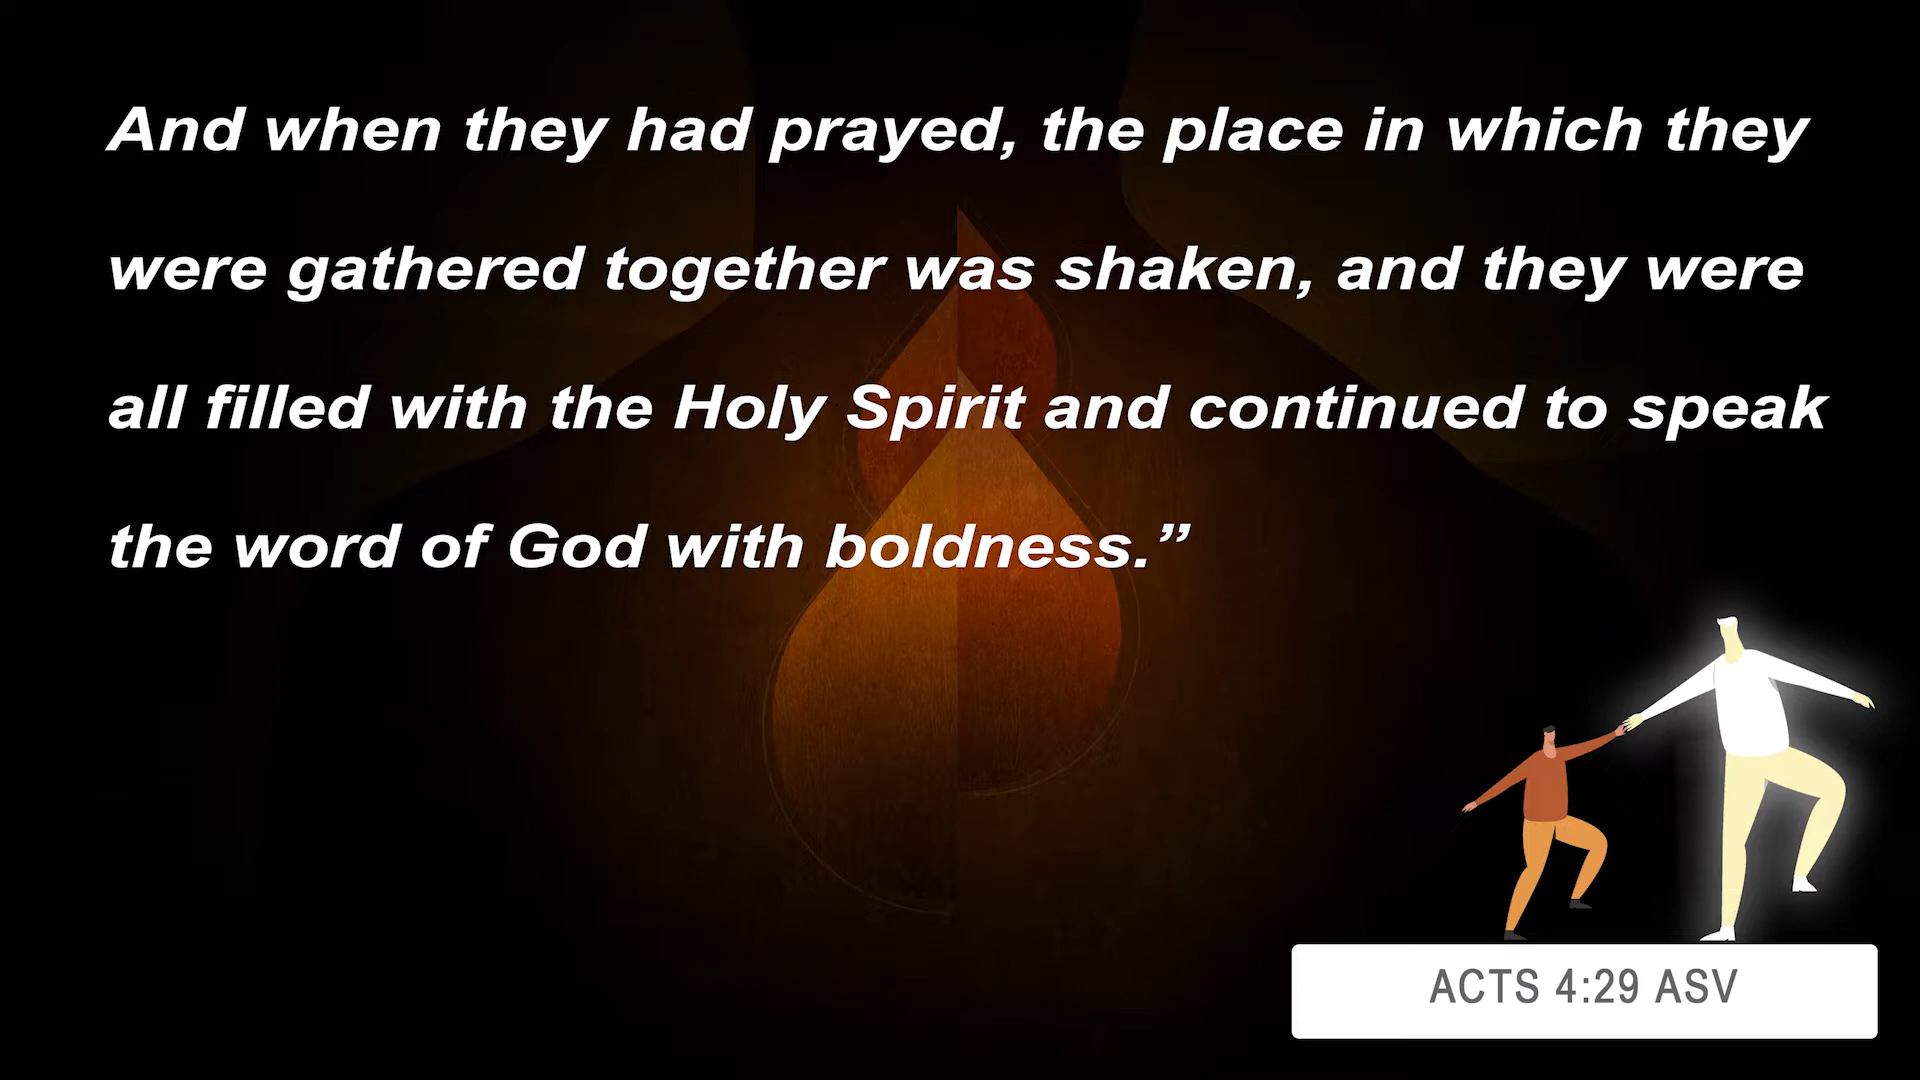 And when they had prayed, the place in which they
were gathered together was shaken, and they were
all filled with the Holy Spirit and continued to speak
the word of God with boldness.”
ACTS 4:29 ASV